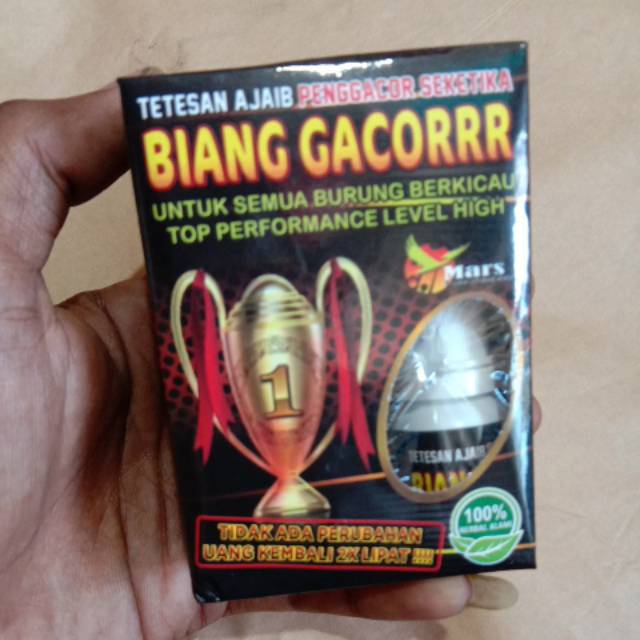 TETESAN AJAIB PENGGACOR.SEKETIKA
BIANG GACORRR
UNTUK SEMUA BURUNG BERKICAU
TOP PERFORMANCE LEVEL HIGH
Mars
1
TETESAN AJAIB
BIANG
100%
HERBAL ALAMI
TIDAK ADA PERUBAHAN
UANG KEMBALI 2X LIPAT !!!!